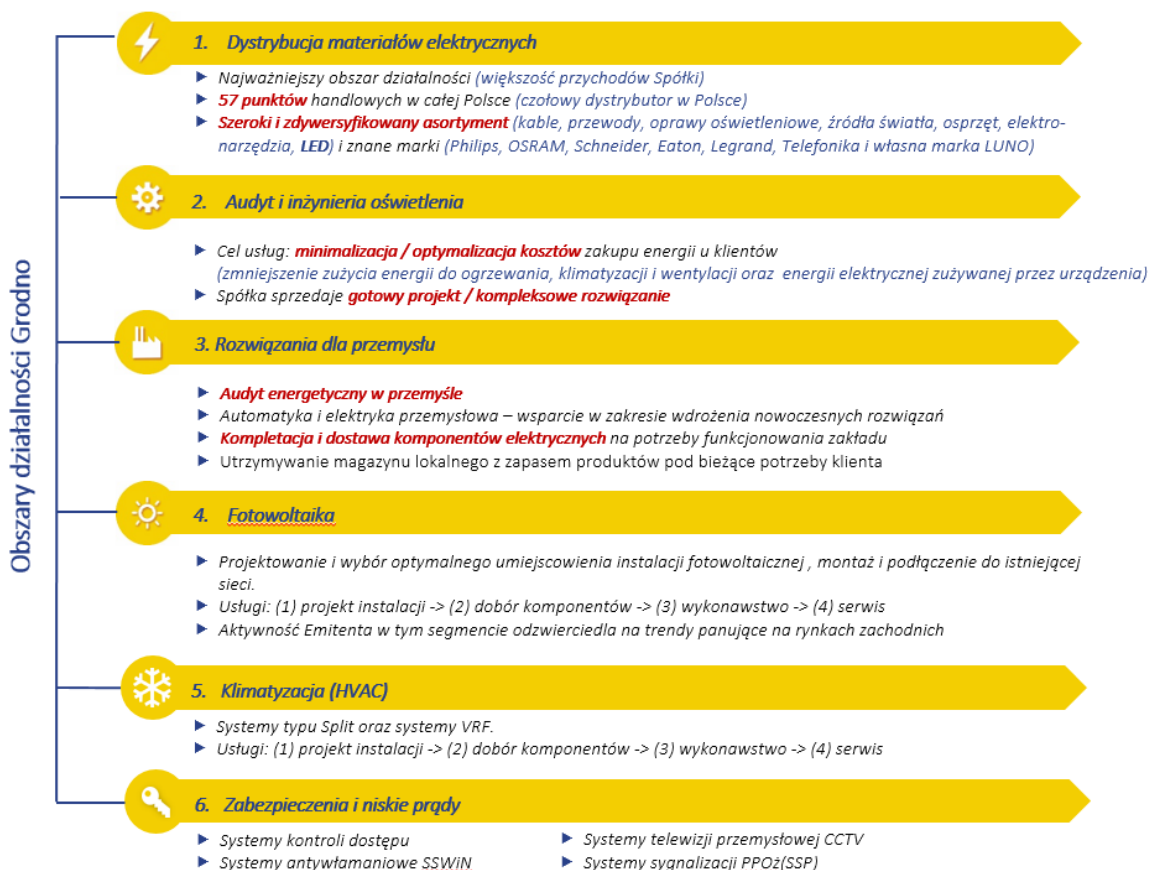 Obszary działalności Grodno
1. Dystrybucja materiałów elektrycznych
Najważniejszy obszar działalności (większość przychodów Spółki)
57 punktów handlowych w całej Polsce (czołowy dystrybutor w Polsce)
Szeroki i zdywersyfikowany asortyment (kable, przewody, oprawy oświetleniowe, źródła światła, osprzęt, elektro-
narzędzia, LED) i znane marki (Philips, OSRAM, Schneider, Eaton, Legrand, Telefonika i własna marka LUNO)
2. Audyt i inżynieria oświetlenia
Cel usług: minimalizacja / optymalizacja kosztów zakupu energii u klientów
(zmniejszenie zużycia energii do ogrzewania, klimatyzacji i wentylacji oraz energii elektrycznej zużywanej przez urządzenia)
Spółka sprzedaje gotowy projekt / kompleksowe rozwiązanie
3. Rozwiązania dla przemysłu
Audyt energetyczny w przemyśle
Automatyka i elektryka przemysłowa – wsparcie w zakresie wdrożenia nowoczesnych rozwiązań
Kompletacja i dostawa komponentów elektrycznych na potrzeby funkcjonowania zakładu
Utrzymywanie magazynu lokalnego z zapasem produktów pod bieżące potrzeby klienta
4. Fotowoltaika
Projektowanie i wybór optymalnego umiejscowienia instalacji fotowoltaicznej , montaż i podłączenie do istniejącej
sieci.
Usługi: (1) projekt instalacji -> (2) dobór komponentów -> (3) wykonawstwo -> (4) serwis
Aktywność Emitenta w tym segmencie odzwierciedla na trendy panujące na rynkach zachodnich
5. Klimatyzacja (HVAC)
Systemy typu Split oraz systemy VRF.
Usługi: (1) projekt instalacji -> (2) dobór komponentów -> (3) wykonawstwo -> (4) serwis
6. Zabezpieczenia i niskie prądy
Systemy kontroli dostępu
Systemy antywłamaniowe SSWiN
Systemy telewizji przemysłowej CCTV
Systemy sygnalizacji PPOż(SSP)